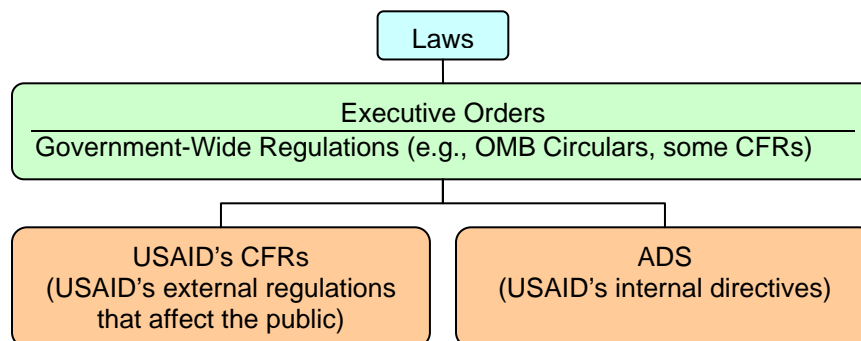 Laws
Executive Orders
Government-Wide Regulations (e.g., OMB Circulars, some CFRs)
USAID’s CFRs
(USAID’s external regulations
that affect the public)
ADS
(USAID’s internal directives)